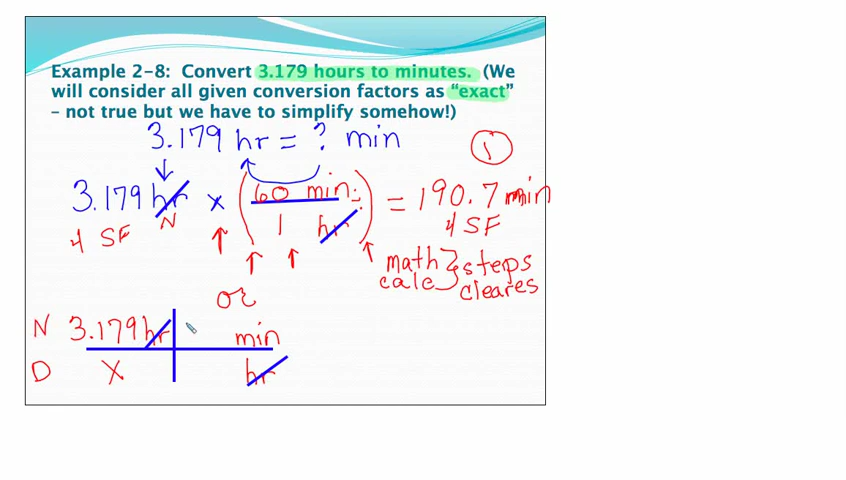 Example 2-8: Convert 3.179 hours to minutes. (We
will consider all given conversion factors as "exact"
– not true but we have to simplify somehow!)
3.179 hr = ? min
1
3.179 hr x (60 min ÷ = 190.7 min
N 1 hr)
4 SF 4 SF
math } steps
calc cleares
or
N 3.179 hr min
D X hr